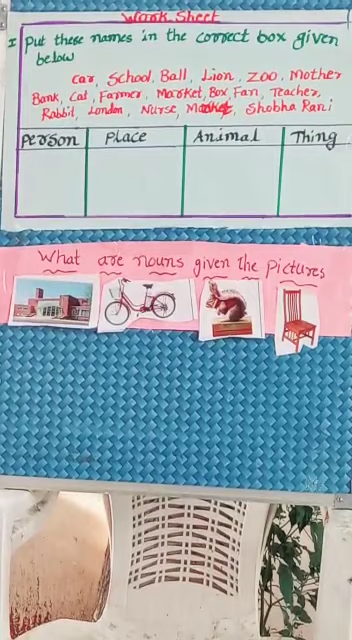 Work Sheet
I Put these names in the correct box given
below
Car, School, Ball, Lion, Zoo, Mother
Bank, Cat, Farmer, Market, Box, Fan, Teacher,
Rabbit, London, Nurse, Shobha Rani
Person Place Animal Thing
What are nouns given the Pictures